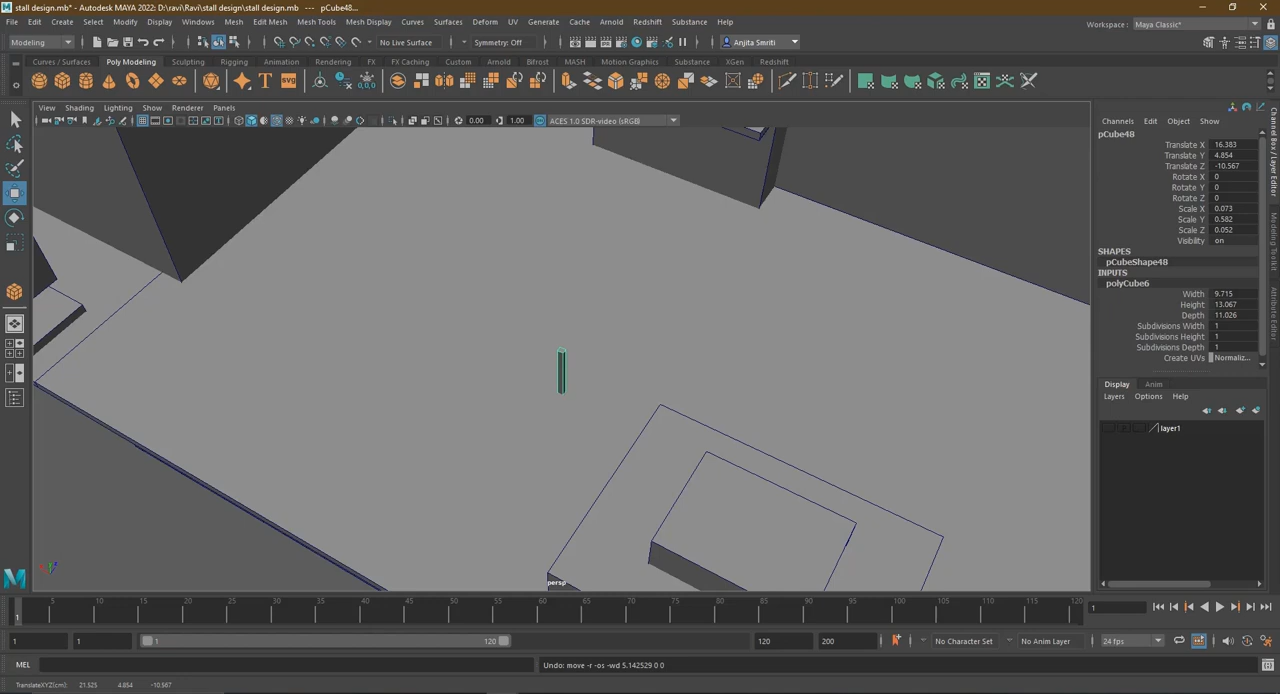 stall design.mb* - Autodesk MAYA 2022: D:\ravi\Ravi\stall design\stall design.mb   ---   pCube48...
File Edit Create Select Modify Display Windows Mesh Edit Mesh Mesh Tools Mesh Display Curves Surfaces Deform UV Generate Cache Arnold Redshift Substance Help
Workspace : Maya Classic*
Modeling No Live Surface Symmetry: Off Anjita Smriti
Curves / Surfaces Poly Modeling Sculpting Rigging Animation Rendering FX FX Caching Custom Arnold Bifrost MASH Motion Graphics Substance XGen Redshift
SVG
View Shading Lighting Show Renderer Panels
0.00 1.00 ACES 1.0 SDR-video (sRGB)
Channels Edit Object Show
pCube48
Translate X 16.383
Translate Y 4.854
Translate Z -10.567
Rotate X 0
Rotate Y 0
Rotate Z 0
Scale X 0.073
Scale Y 0.582
Scale Z 0.052
Visibility on
SHAPES
pCubeShape48
INPUTS
polyCube6
Width 9.715
Height 13.067
Depth 11.026
Subdivisions Width 1
Subdivisions Height 1
Subdivisions Depth 1
Create UVs Normaliz...
Display Anim
Layers Options Help
layer1
Channel Box / Layer Editor
Modeling Toolkit
Attribute Editor
persp
5 10 15 20 25 30 35 40 45 50 55 60 65 70 75 80 85 90 95 100 105 110 115 120
1 1
1 1 1 120 120 200 No Character Set No Anim Layer 24 fps
MEL Undo: move -r -os -wd 5.142529 0 0
TranslateXYZ(cm): 21.525 4.854 -10.567